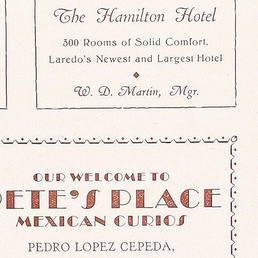 The Hamilton Hotel
300 Rooms of Solid Comfort.
Laredo's Newest and Largest Hotel
W. D. Martin, Mgr.
OUR WELCOME TO
PETE'S PLACE
MEXICAN CURIOS
PEDRO LOPEZ CEPEDA,